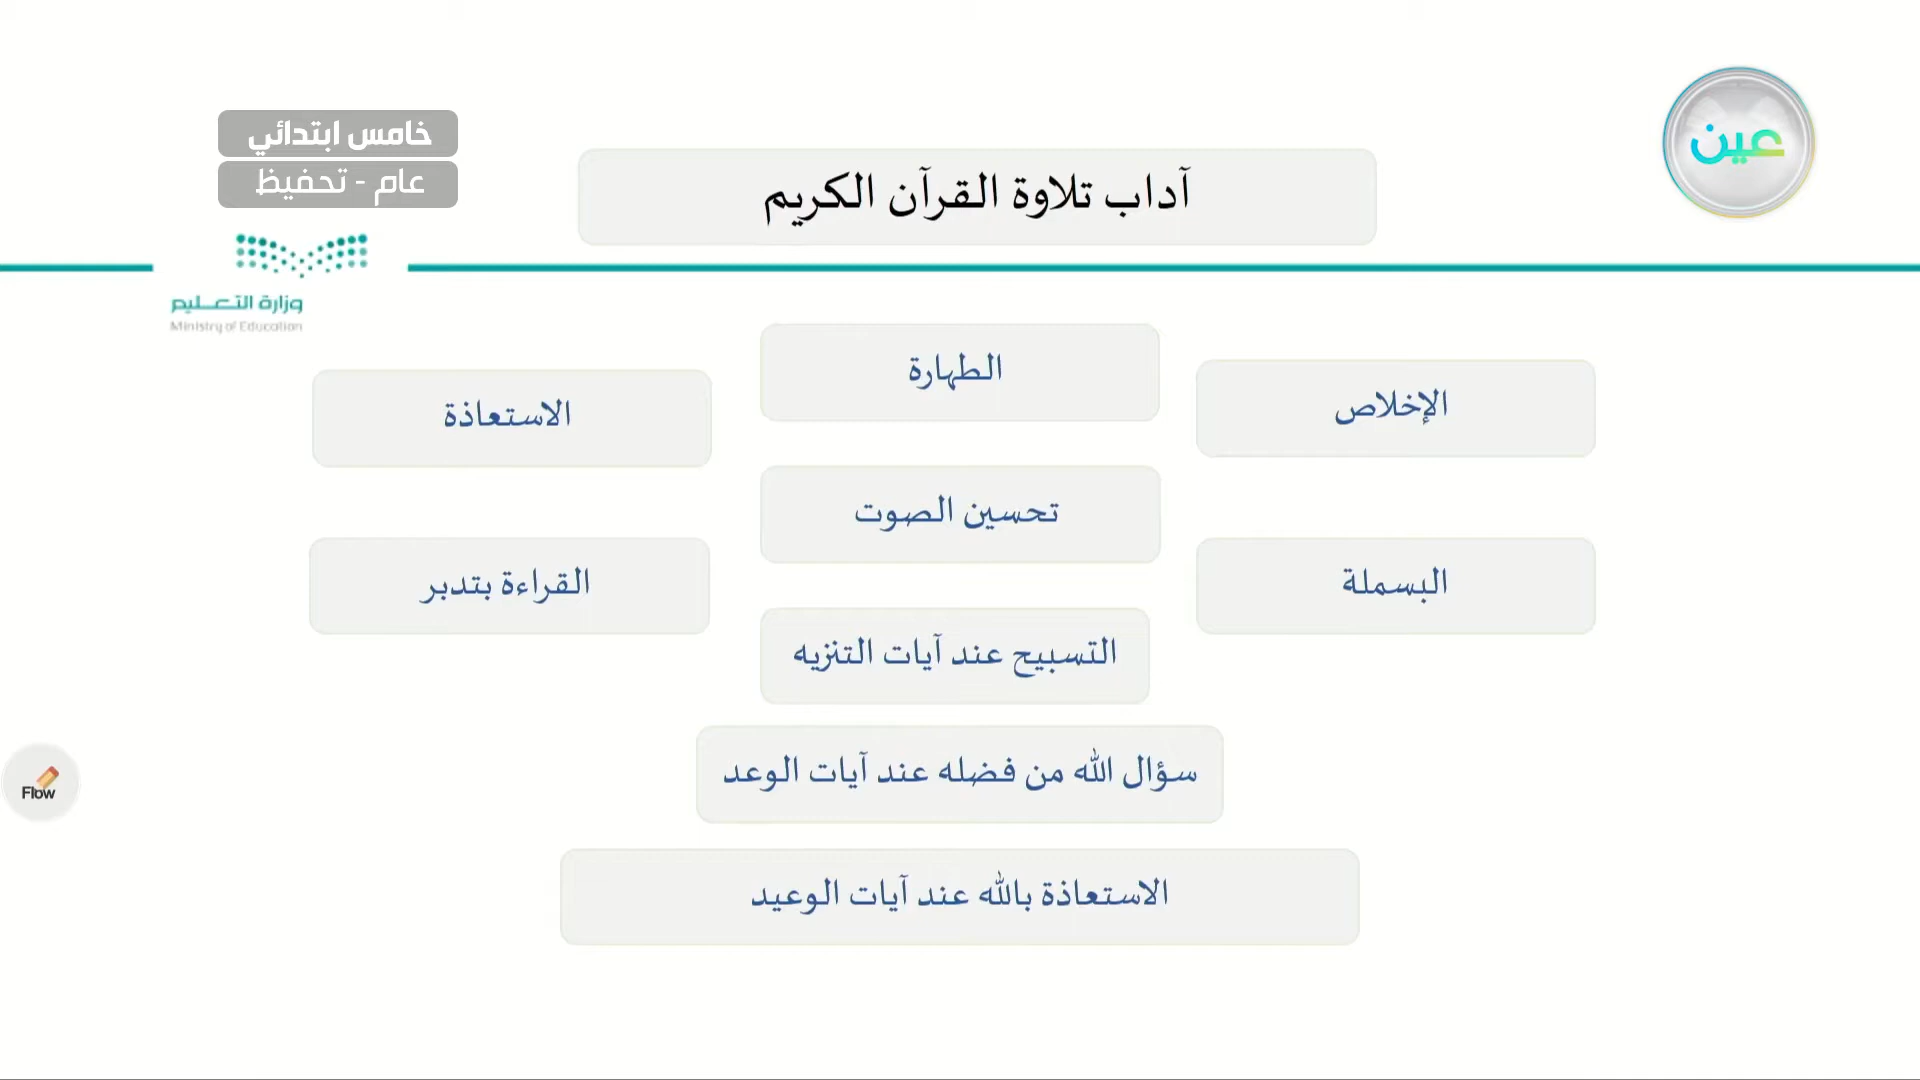 عين
خامس ابتدائي
عام - تحفيظ
آداب تلاوة القرآن الكريم
وزارة التعليم
Ministry of Education
الإخلاص
الطهارة
الاستعاذة
تحسين الصوت
البسملة
القراءة بتدبر
التسبيح عند آيات التنزيه
سؤال الله من فضله عند آيات الوعد
الاستعاذة بالله عند آيات الوعيد
Flow